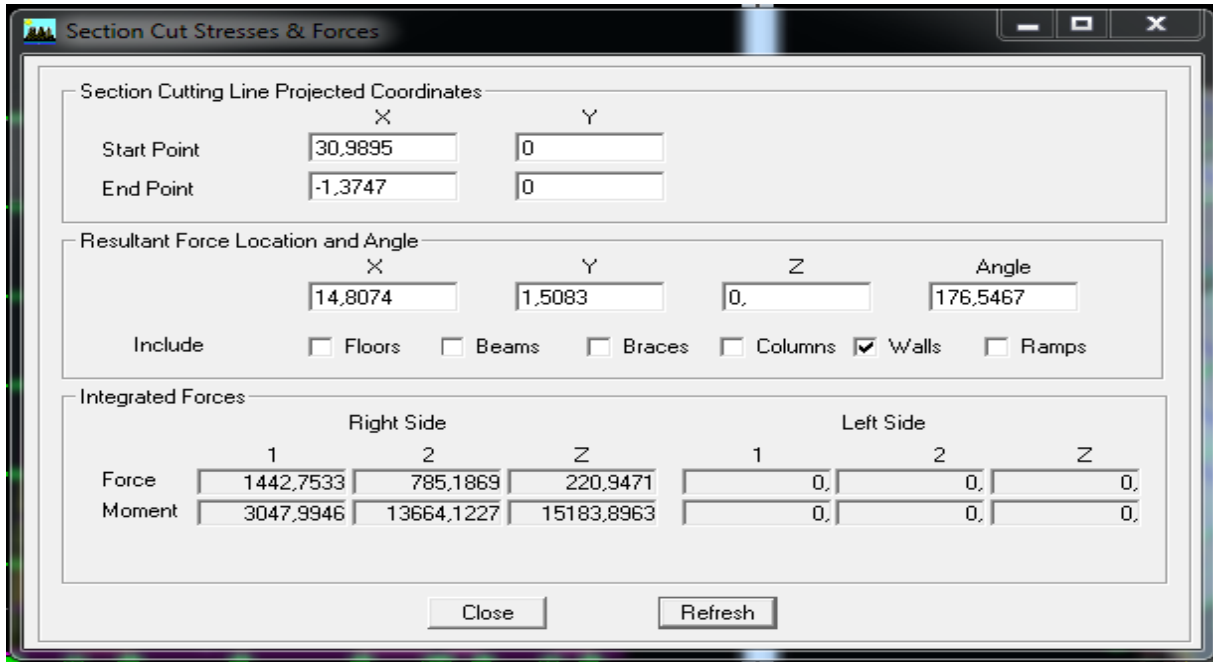 Section Cut Stresses & Forces
Section Cutting Line Projected Coordinates
X Y
Start Point 30,9895 0
End Point -1,3747 0
Resultant Force Location and Angle
X Y Z Angle
14,8074 1,5083 0, 176,5467
Include Floors Beams Braces Columns Walls Ramps
Integrated Forces
Right Side Left Side
1 2 Z 1 2 Z
Force 1442,7533 785,1869 220,9471 0, 0, 0,
Moment 3047,9946 13664,1227 15183,8963 0, 0, 0,
Close Refresh